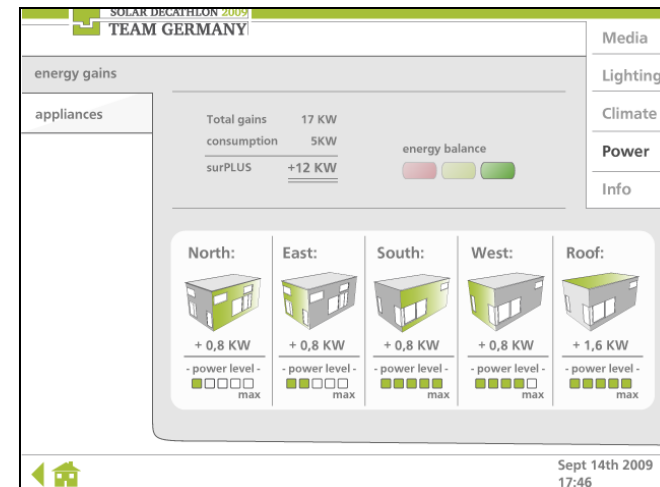 SOLAR DECATHLON 2009
TEAM GERMANY
Media
Lighting
Climate
Power
Info
energy gains
appliances
Total gains 17 KW
consumption 5KW
surPLUS +12 KW
energy balance
North: East: South: West: Roof:
+ 0,8 KW + 0,8 KW + 0,8 KW + 0,8 KW + 1,6 KW
- power level - - power level - - power level - - power level - - power level -
max max max max max
Sept 14th 2009
17:46